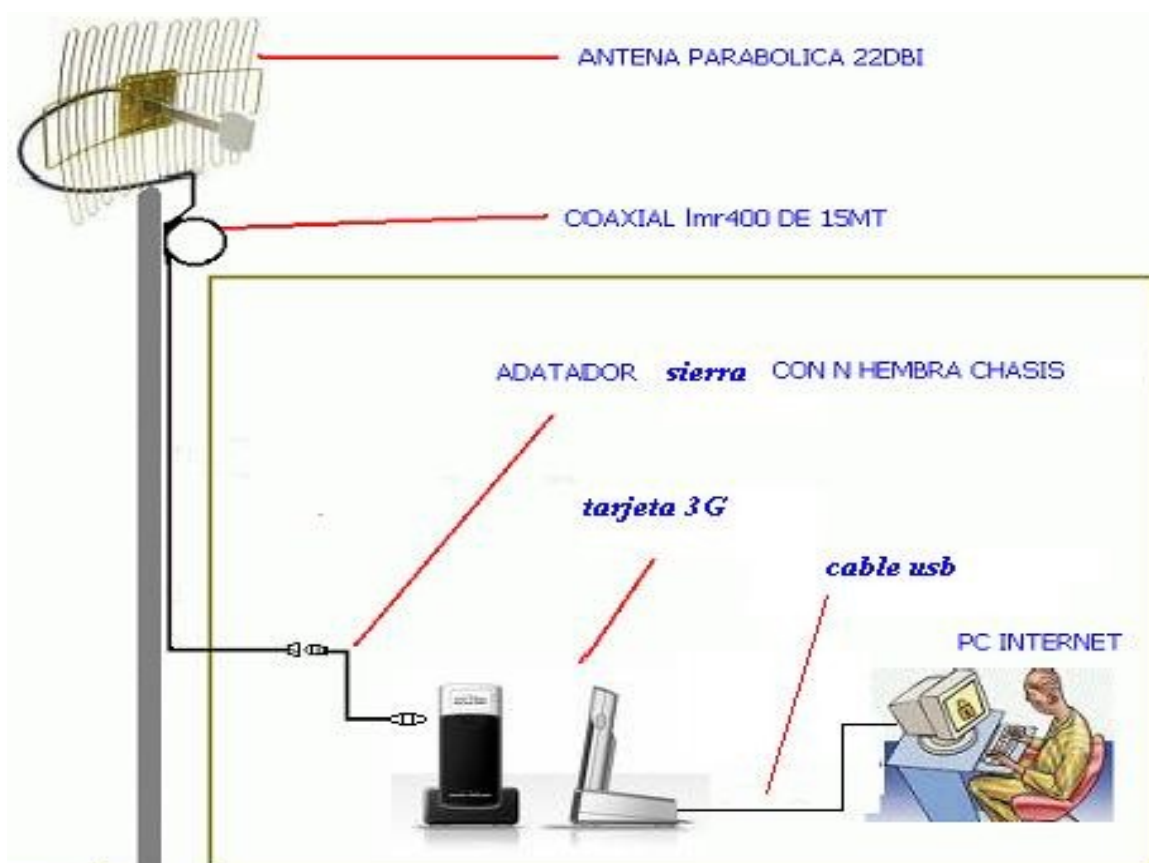 ANTENA PARABOLICA 22DBI
COAXIAL lmr400 DE 15MT
ADATADOR sierra CON N HEMBRA CHASIS
tarjeta 3G
cable usb
PC INTERNET